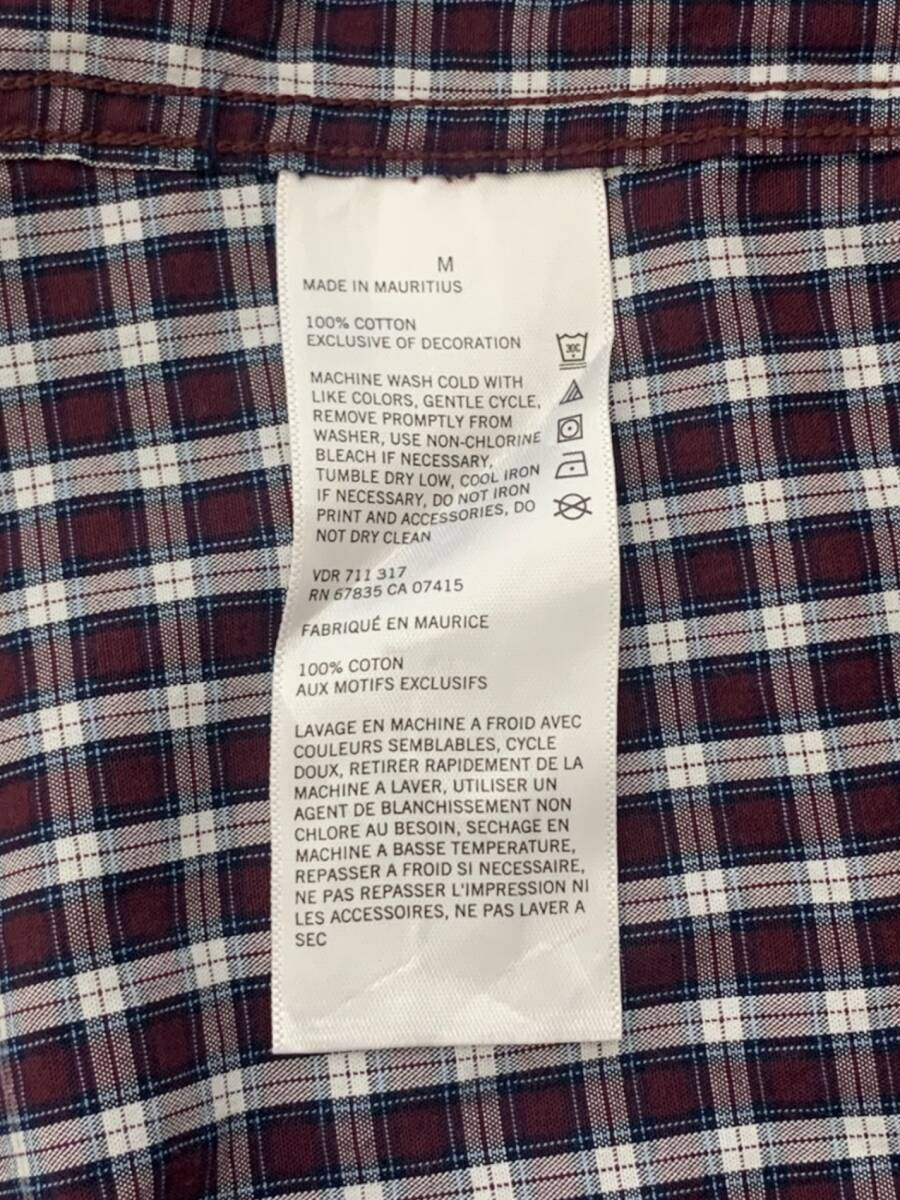 M
MADE IN MAURITIUS
100% COTTON
EXCLUSIVE OF DECORATION
MACHINE WASH COLD WITH
LIKE COLORS, GENTLE CYCLE,
REMOVE PROMPTLY FROM
WASHER, USE NON-CHLORINE
BLEACH IF NECESSARY,
TUMBLE DRY LOW, COOL IRON
IF NECESSARY, DO NOT IRON
PRINT AND ACCESSORIES, DO
NOT DRY CLEAN
VDR 711 317
RN 67835 CA 07415
FABRIQUÉ EN MAURICE
100% COTON
AUX MOTIFS EXCLUSIFS
LAVAGE EN MACHINE A FROID AVEC
COULEURS SEMBLABLES, CYCLE
DOUX, RETIRER RAPIDEMENT DE LA
MACHINE A LAVER, UTILISER UN
AGENT DE BLANCHISSEMENT NON
CHLORE AU BESOIN, SECHAGE EN
MACHINE A BASSE TEMPERATURE,
REPASSER A FROID SI NECESSAIRE,
NE PAS REPASSER L'IMPRESSION NI
LES ACCESSOIRES, NE PAS LAVER A
SEC